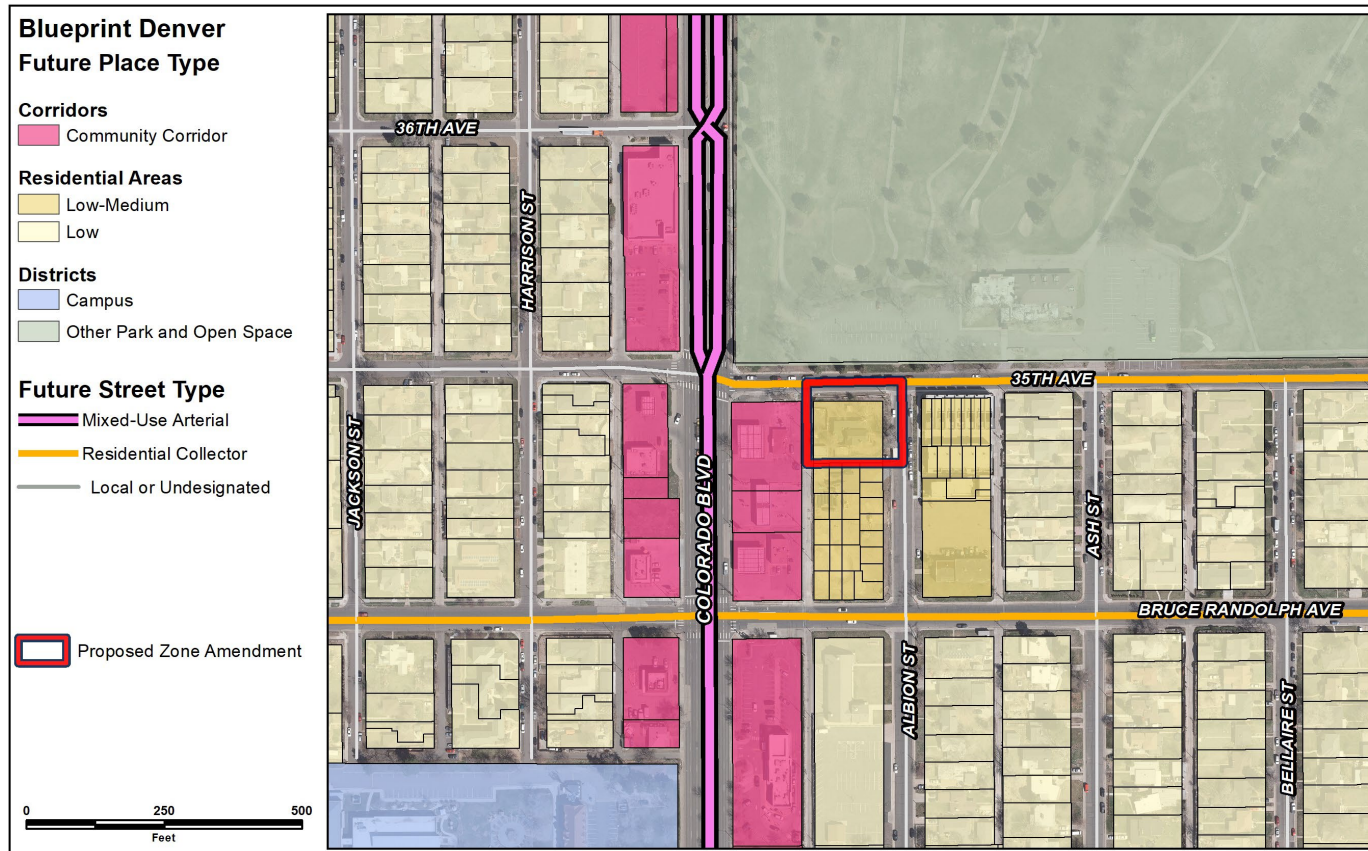 Blueprint Denver
Future Place Type
Corridors
Community Corridor
Residential Areas
Low-Medium
Low
Districts
Campus
Other Park and Open Space
Future Street Type
Mixed-Use Arterial
Residential Collector
Local or Undesignated
Proposed Zone Amendment
0 250 500
Feet
36TH AVE
HARRISON ST
35TH AVE
JACKSON ST
COLORADO BLVD
ASH ST
BRUCE RANDOLPH AVE
ALBION ST
BELLAIRE ST